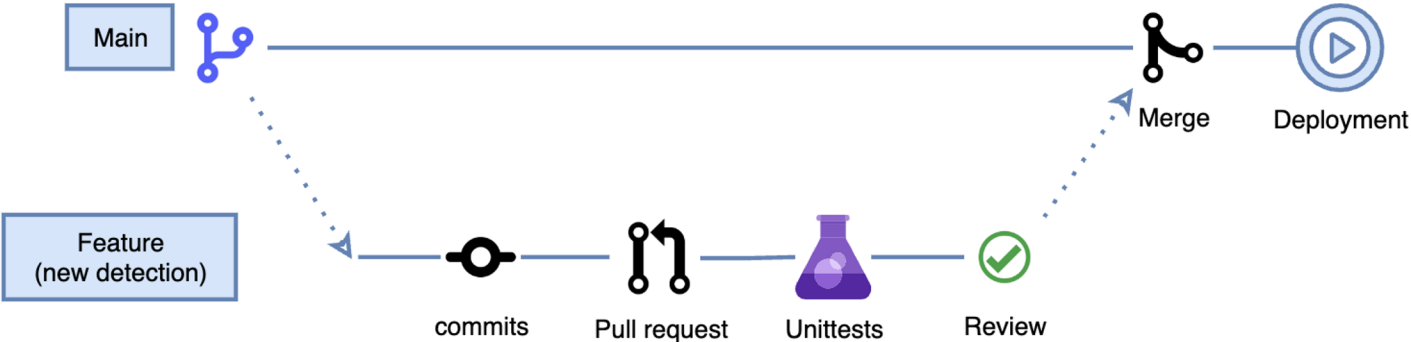 Main
Merge
Deployment
Feature
(new detection)
commits
Pull request
Unittests
Review